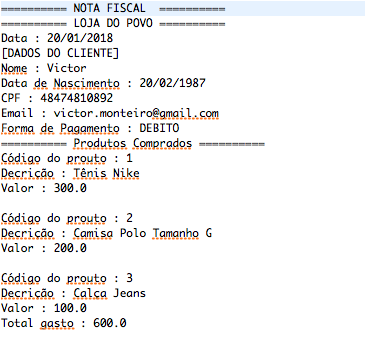 ========== NOTA FISCAL  ==========
========== LOJA DO POVO ==========
Data : 20/01/2018
[DADOS DO CLIENTE]
Nome : Victor
Data de Nascimento : 20/02/1987
CPF : 48474810892
Email : victor.monteiro@gmail.com
Forma de Pagamento : DEBITO
========== Produtos Comprados ==========
Código do prouto : 1
Decrição : Tênis Nike
Valor : 300.0

Código do prouto : 2
Decrição : Camisa Polo Tamanho G
Valor : 200.0

Código do prouto : 3
Decrição : Calça Jeans
Valor : 100.0
Total gasto : 600.0